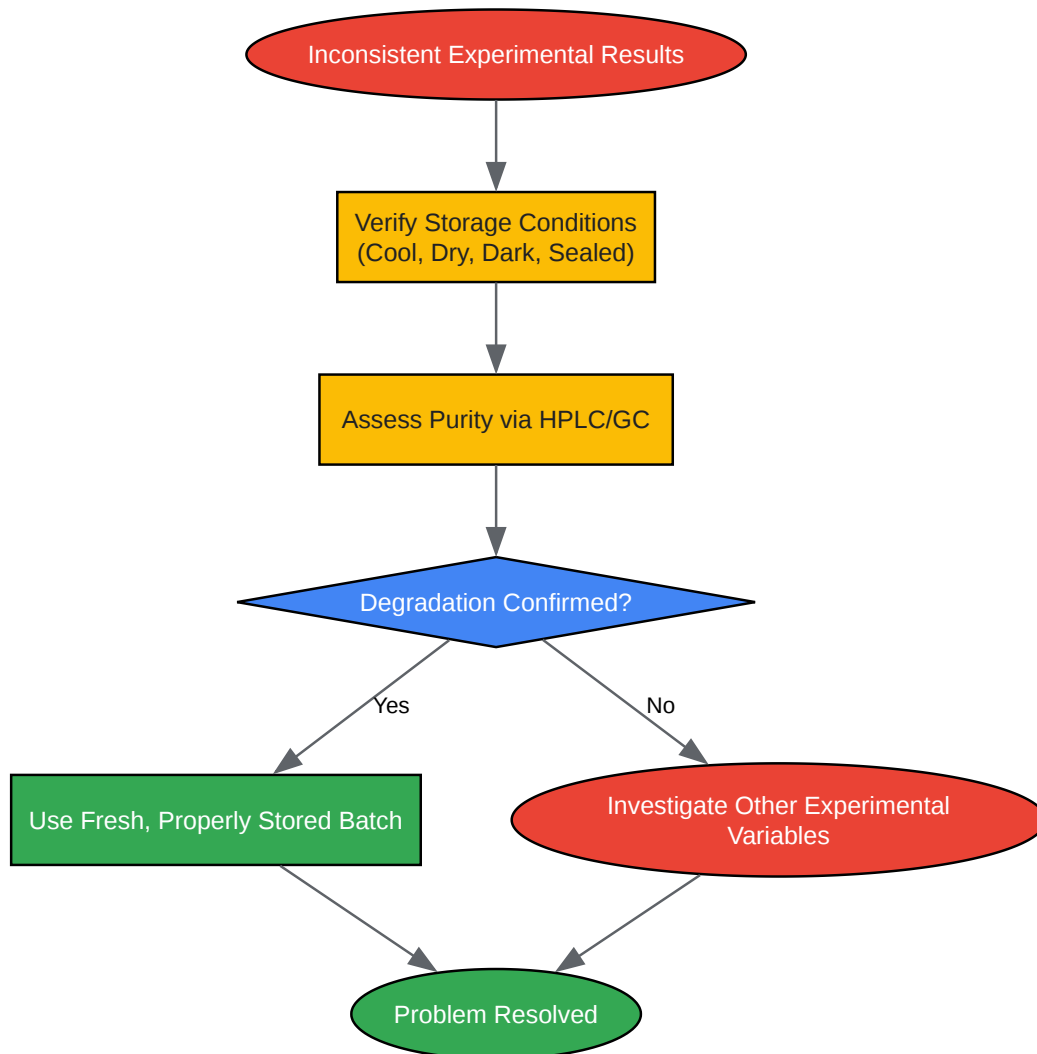 Inconsistent Experimental Results
Verify Storage Conditions
(Cool, Dry, Dark, Sealed)
Assess Purity via HPLC/GC
Degradation Confirmed?
Yes
No
Use Fresh, Properly Stored Batch
Investigate Other Experimental
Variables
Problem Resolved